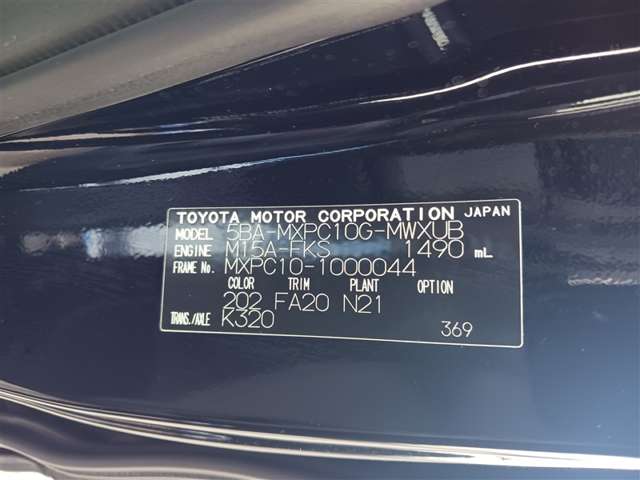 TOYOTA MOTOR CORPORATION JAPAN
MODEL 5BA-MXPC10G-MWXUB
ENGINE M15A-FKS 1490 mL
FRAME No. MXPC10-1000044
COLOR TRIM PLANT OPTION
202 FA20 N21
TRANS./AXLE K320
369